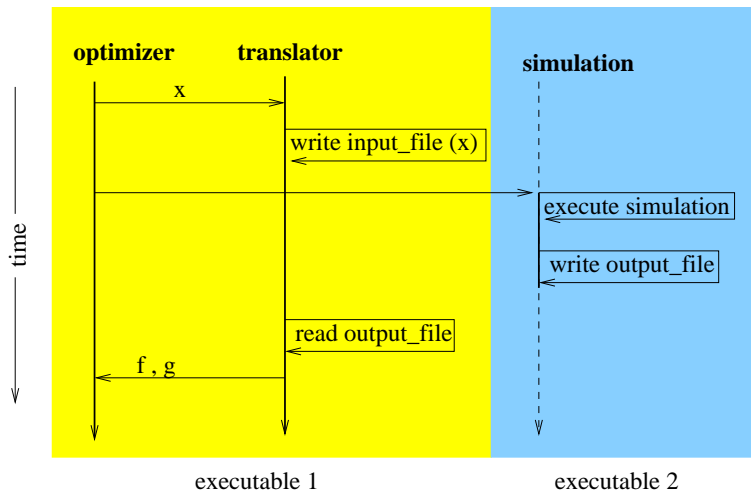 optimizer
translator
simulation
x
write input_file (x)
execute simulation
write output_file
time
read output_file
f , g
executable 1
executable 2